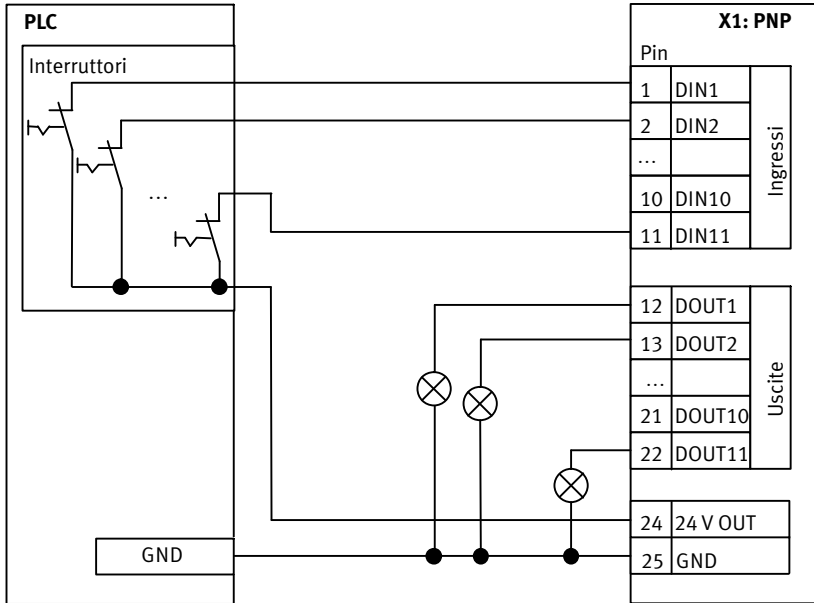 PLC
X1: PNP
Interruttori
...
GND
Pin
1 DIN1
2 DIN2
...
10 DIN10
11 DIN11
Ingressi
12 DOUT1
13 DOUT2
...
21 DOUT10
22 DOUT11
Uscite
24 24 V OUT
25 GND